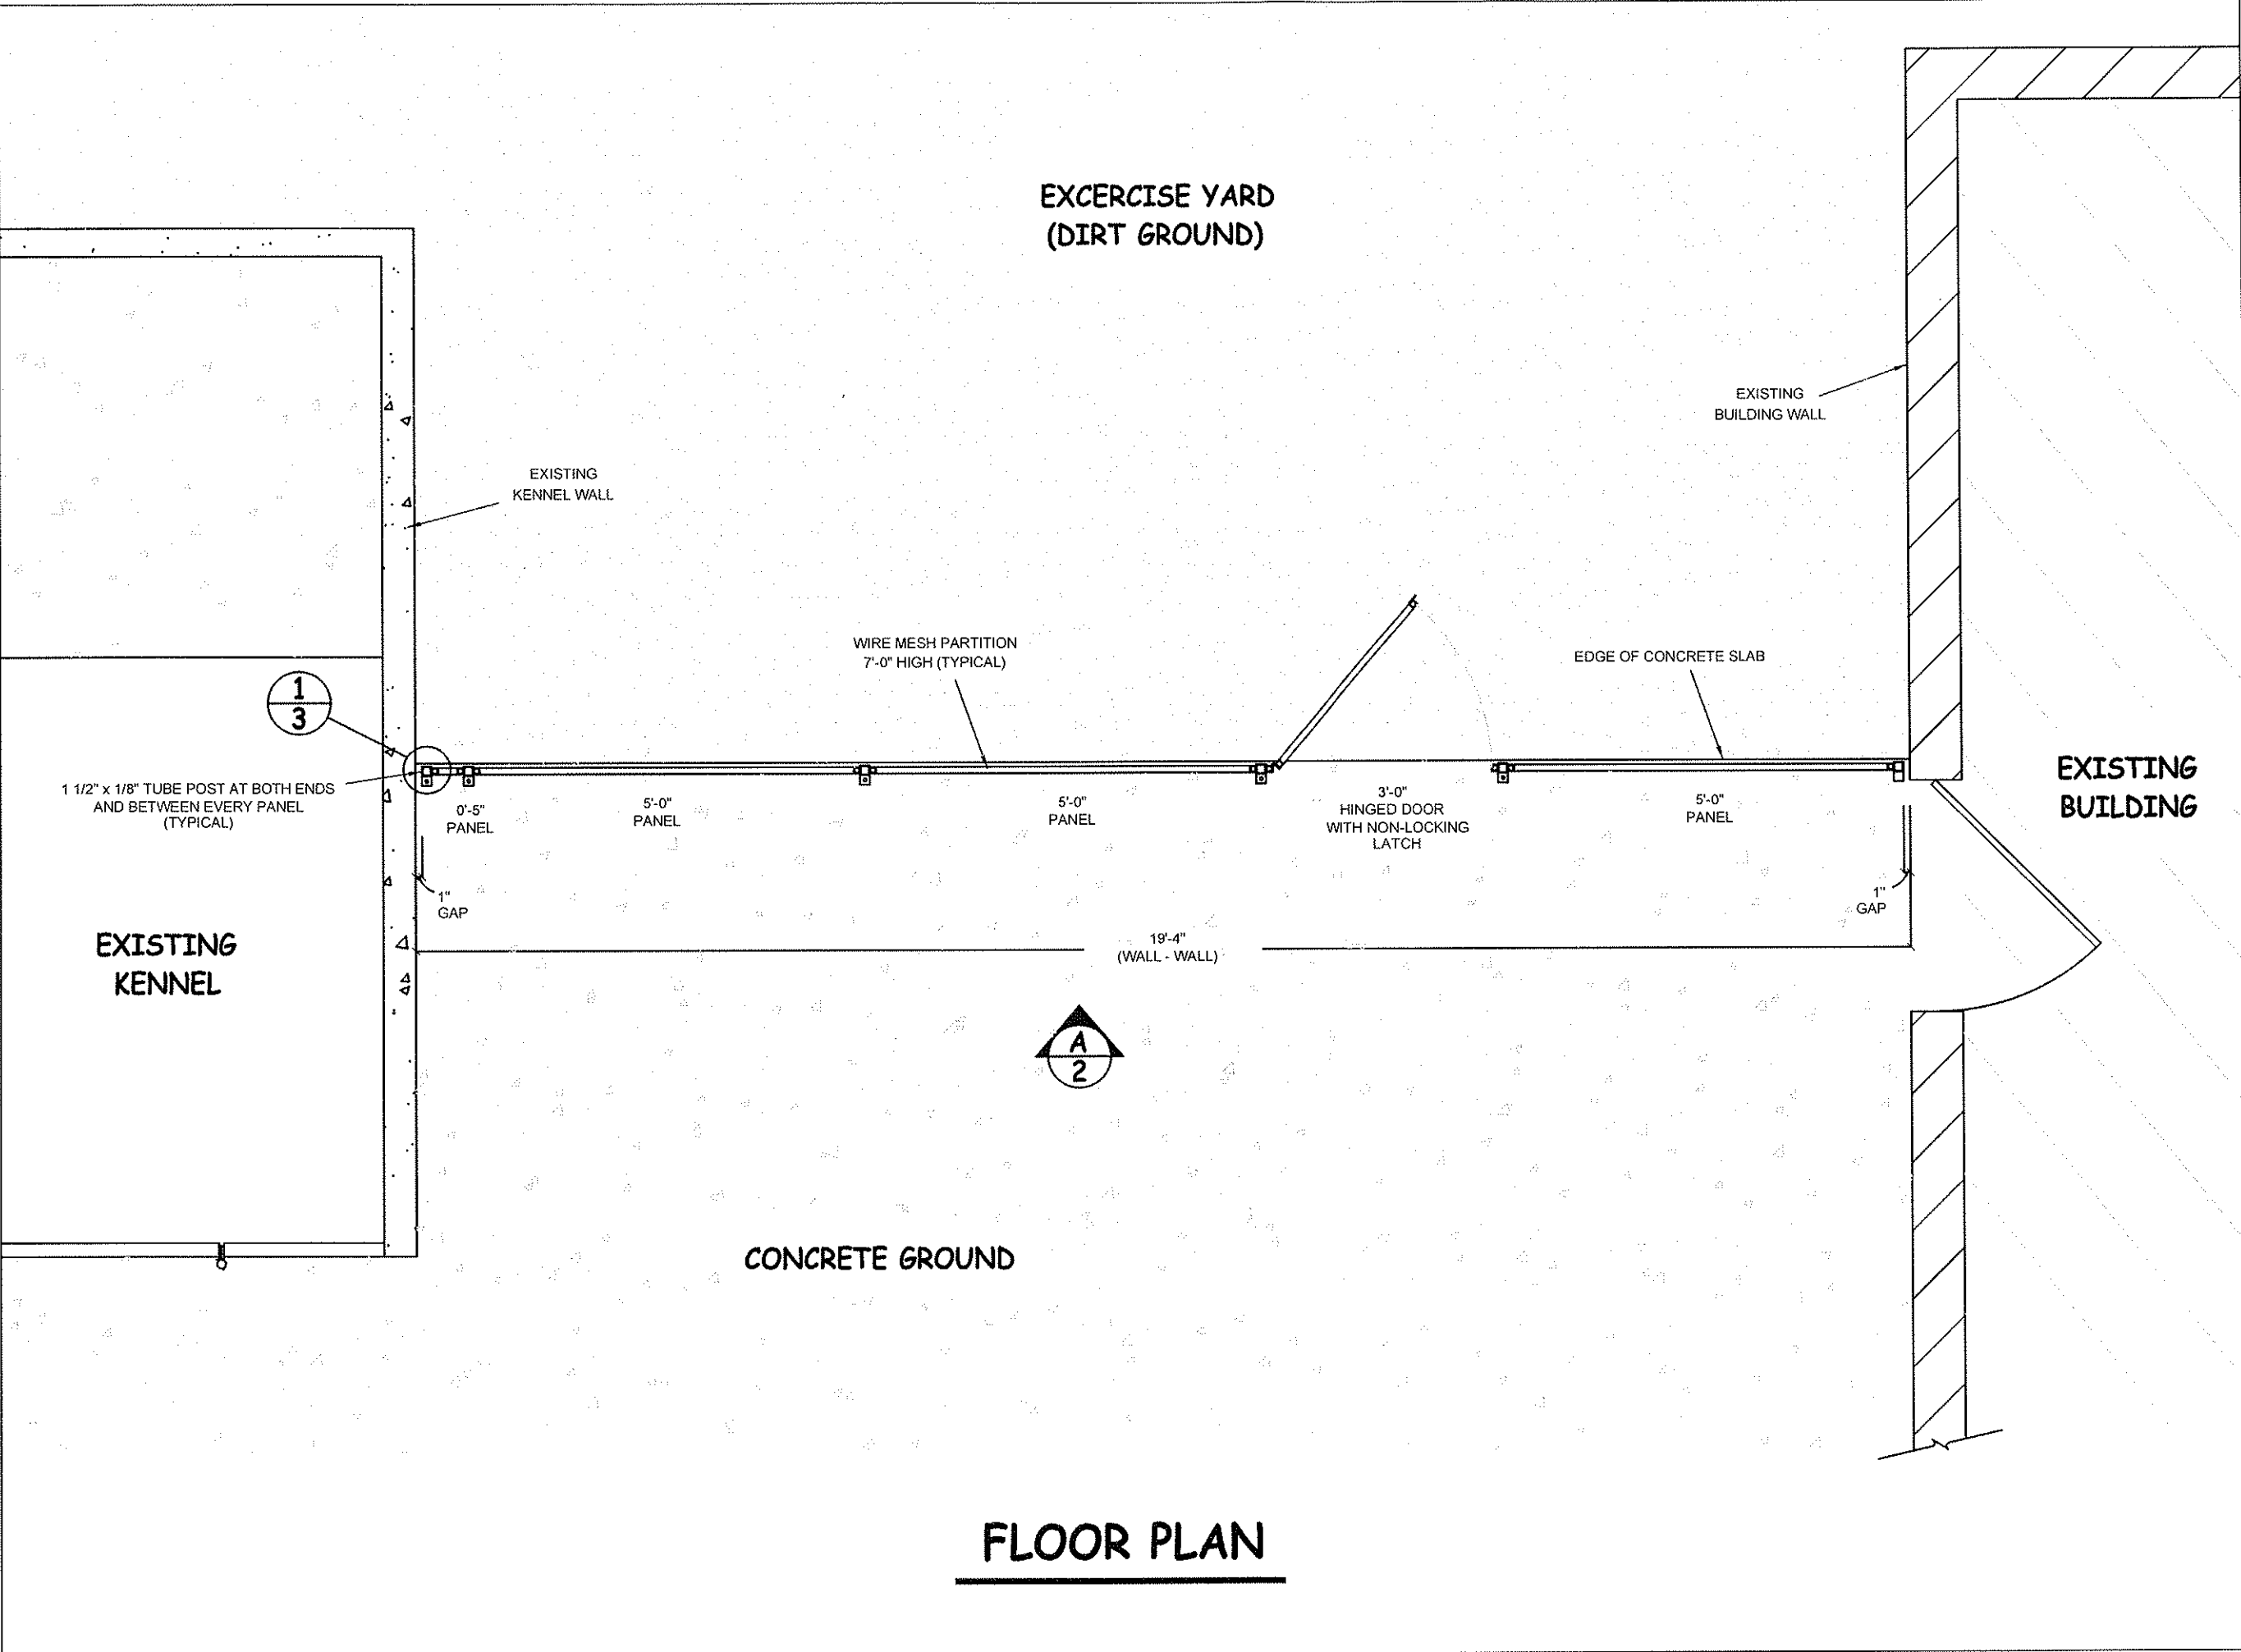 EXCERCISE YARD
(DIRT GROUND)
EXISTING
BUILDING WALL
EXISTING
KENNEL WALL
WIRE MESH PARTITION
7'-0" HIGH (TYPICAL)
EDGE OF CONCRETE SLAB
1
3
1 1/2" x 1/8" TUBE POST AT BOTH ENDS
AND BETWEEN EVERY PANEL
(TYPICAL)
0'-5"
PANEL
5'-0"
PANEL
5'-0"
PANEL
3'-0"
HINGED DOOR
WITH NON-LOCKING
LATCH
5'-0"
PANEL
EXISTING
BUILDING
1"
GAP
1"
GAP
EXISTING
KENNEL
19'-4"
(WALL - WALL)
A
2
CONCRETE GROUND
FLOOR PLAN